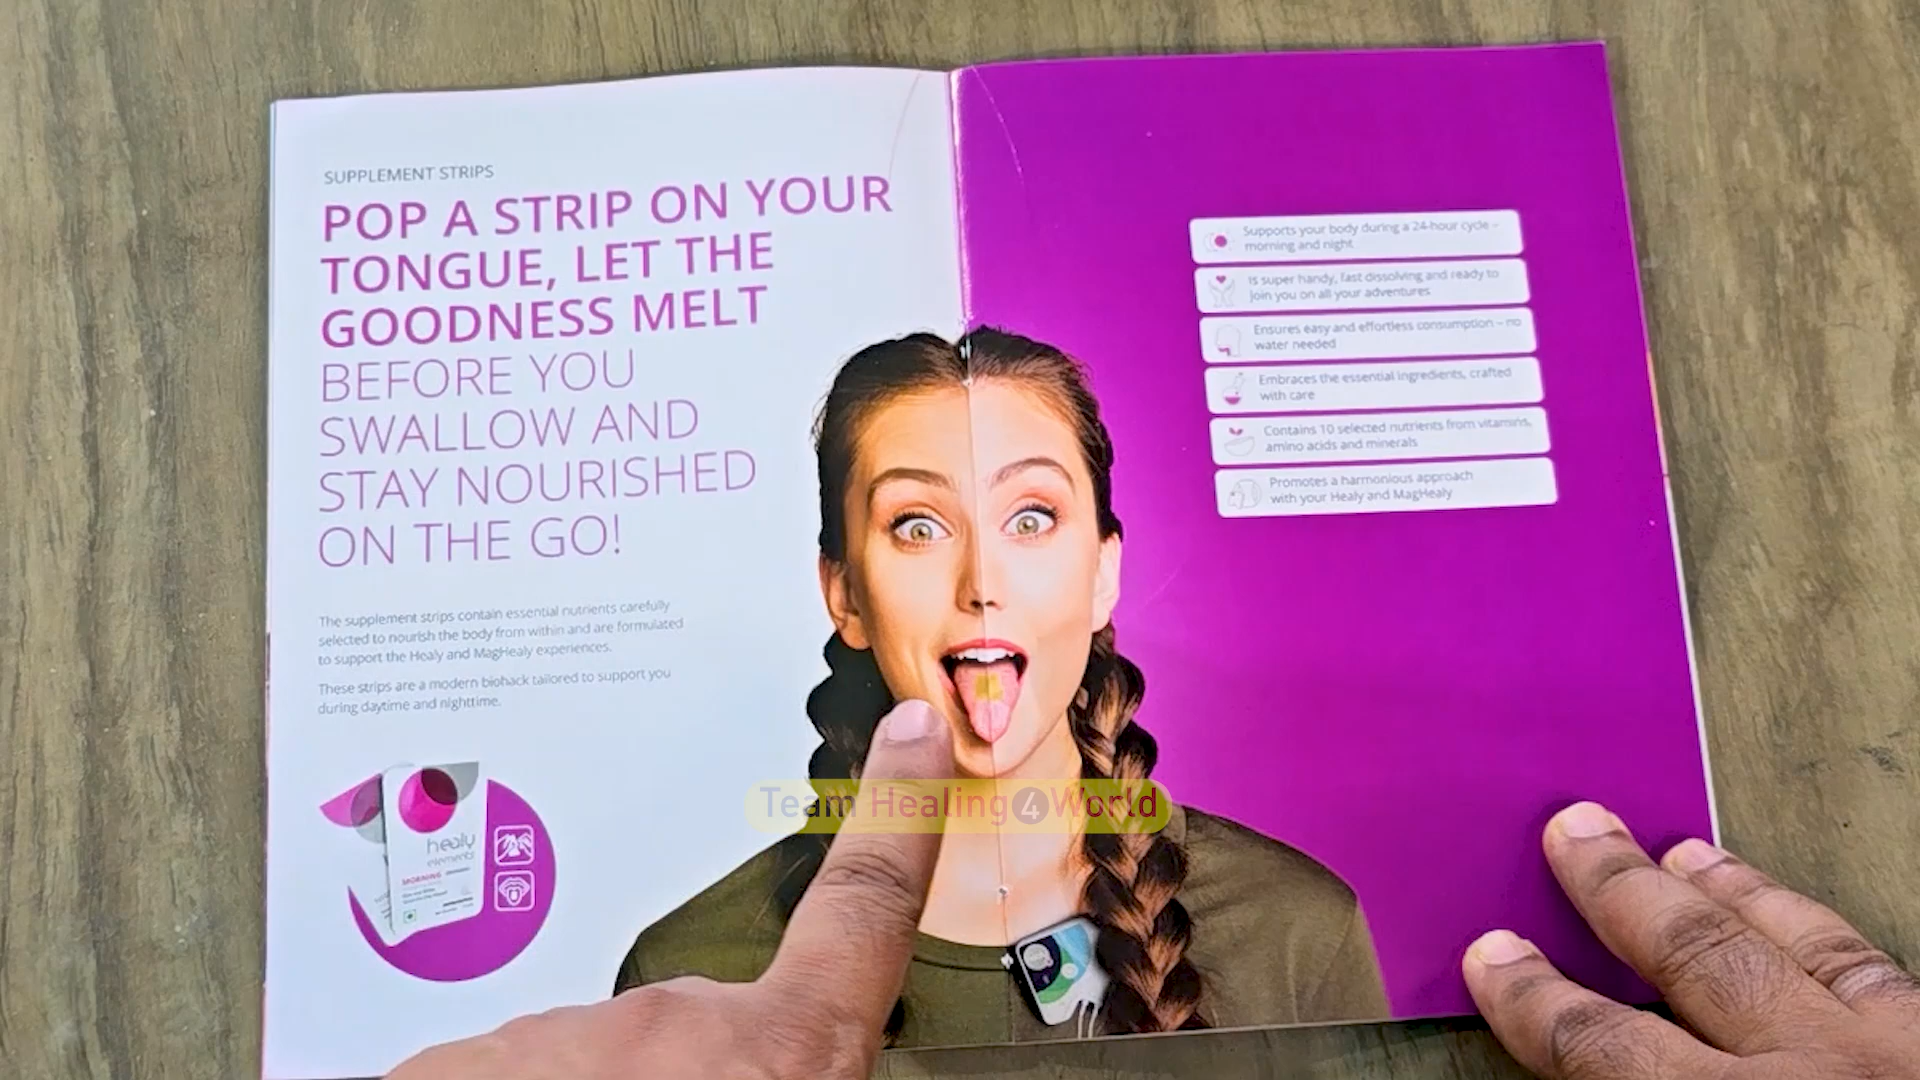 SUPPLEMENT STRIPS
POP A STRIP ON YOUR
TONGUE, LET THE
GOODNESS MELT
BEFORE YOU
SWALLOW AND
STAY NOURISHED
ON THE GO!
The supplement strips contain essential nutrients carefully
selected to nourish the body from within and are formulated
to support the Healy and MagHealy experiences.
These strips are a modern biohack tailored to support you
during daytime and nighttime.
healy
elements
MORNING
Supports your body during a 24-hour cycle –
morning and night
Is super handy, fast dissolving and ready to
join you on all your adventures
Ensures easy and effortless consumption – no
water needed
Embraces the essential ingredients, crafted
with care
Contains 10 selected nutrients from vitamins,
amino acids and minerals
Promotes a harmonious approach
with your Healy and MagHealy
Team Healing4World